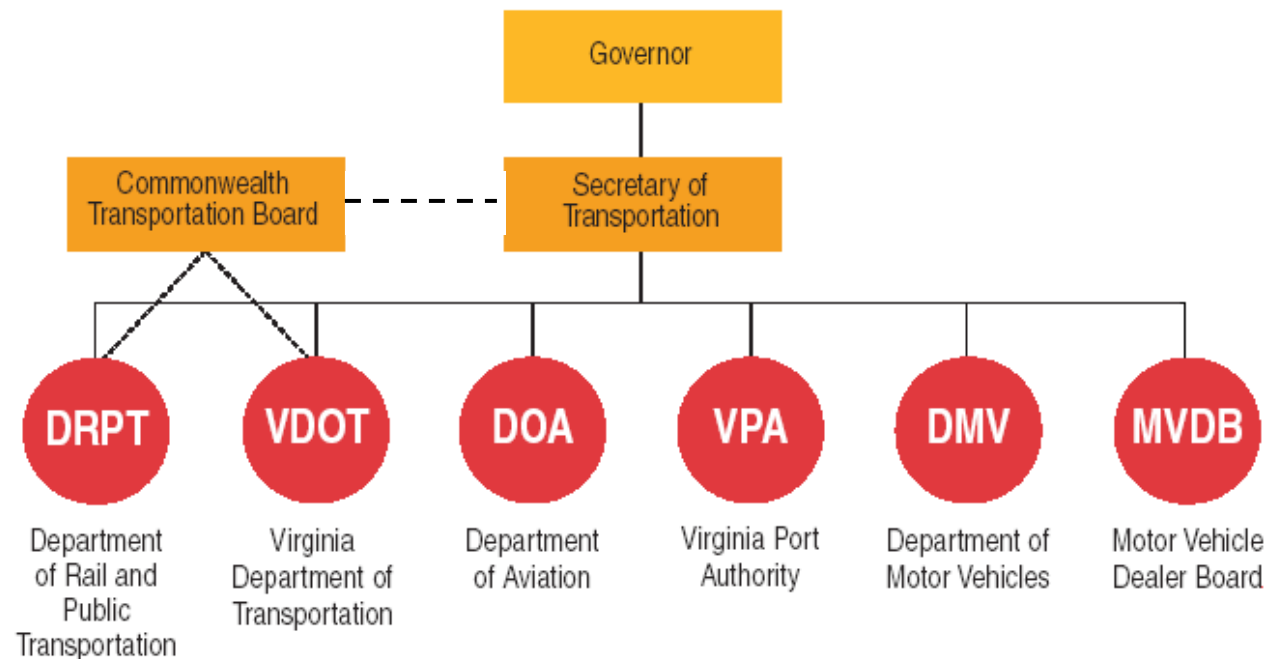 Governor
Commonwealth
Transportation Board
Secretary of
Transportation
DRPT
VDOT
DOA
VPA
DMV
MVDB
Department
of Rail and
Public
Transportation
Virginia
Department of
Transportation
Department
of Aviation
Virginia Port
Authority
Department of
Motor Vehicles
Motor Vehicle
Dealer Board